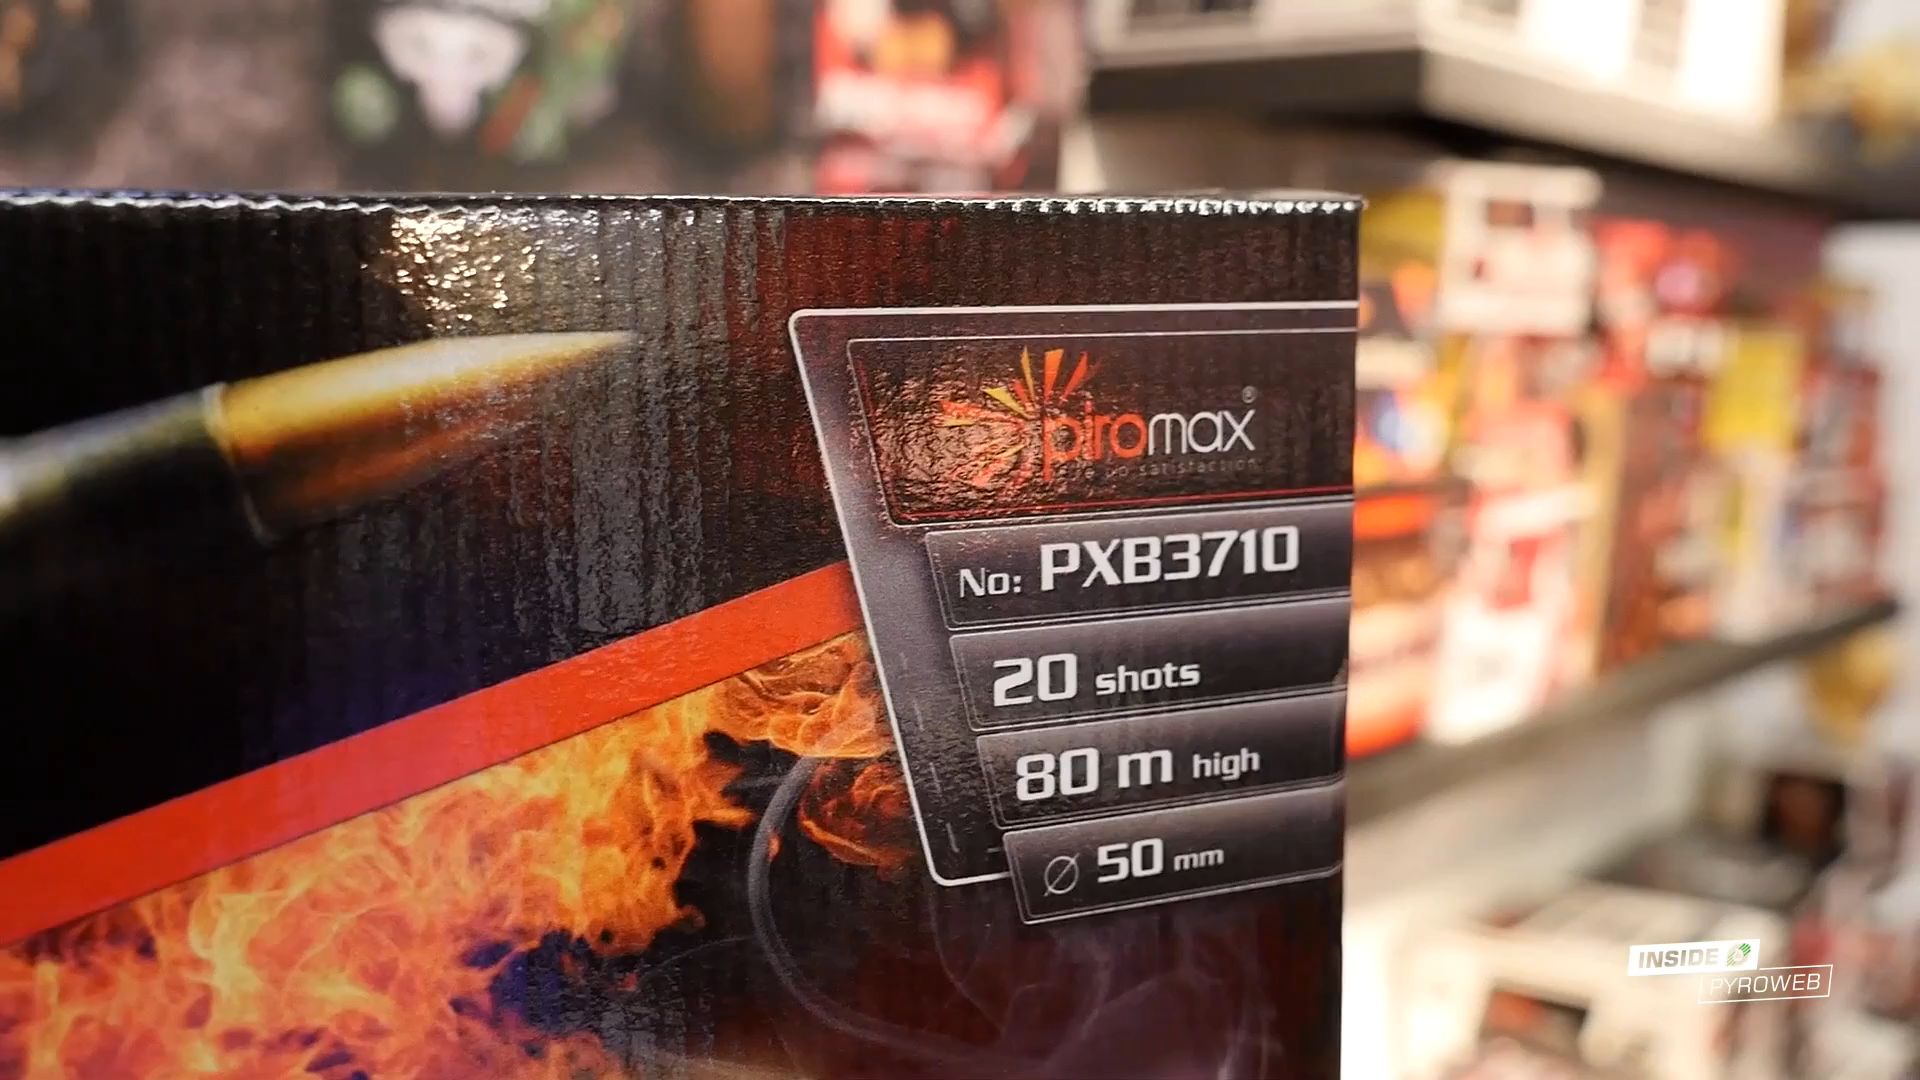 piromax®
No: PXB3710
20 shots
80 m high
Ø 50 mm
INSIDE
PYROWEB